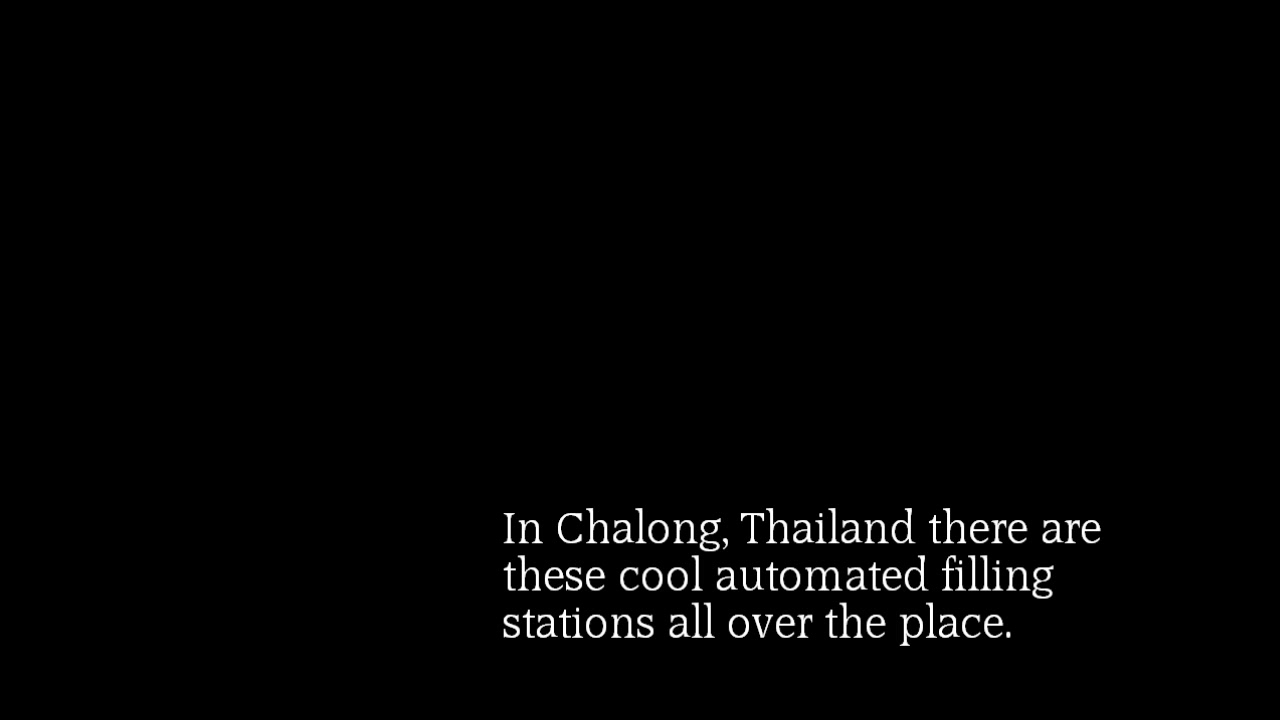 In Chalong, Thailand there are
these cool automated filling
stations all over the place.